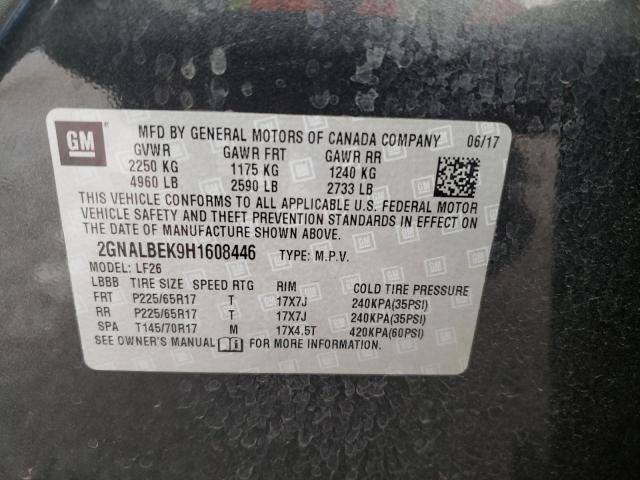 GM
MFD BY GENERAL MOTORS OF CANADA COMPANY 06/17
GVWR GAWR FRT GAWR RR
2250 KG 1175 KG 1240 KG
4960 LB 2590 LB 2733 LB
THIS VEHICLE CONFORMS TO ALL APPLICABLE U.S. FEDERAL MOTOR
VEHICLE SAFETY AND THEFT PREVENTION STANDARDS IN EFFECT ON
THE DATE OF MANUFACTURE SHOWN ABOVE.
2GNALBEK9H1608446 TYPE: M.P.V.
MODEL: LF26
LBBB TIRE SIZE SPEED RTG RIM COLD TIRE PRESSURE
FRT P225/65R17 T 17X7J 240KPA(35PSI)
RR P225/65R17 T 17X7J 240KPA(35PSI)
SPA T145/70R17 M 17X4.5T 420KPA(60PSI)
SEE OWNER'S MANUAL FOR MORE INFORMATION.